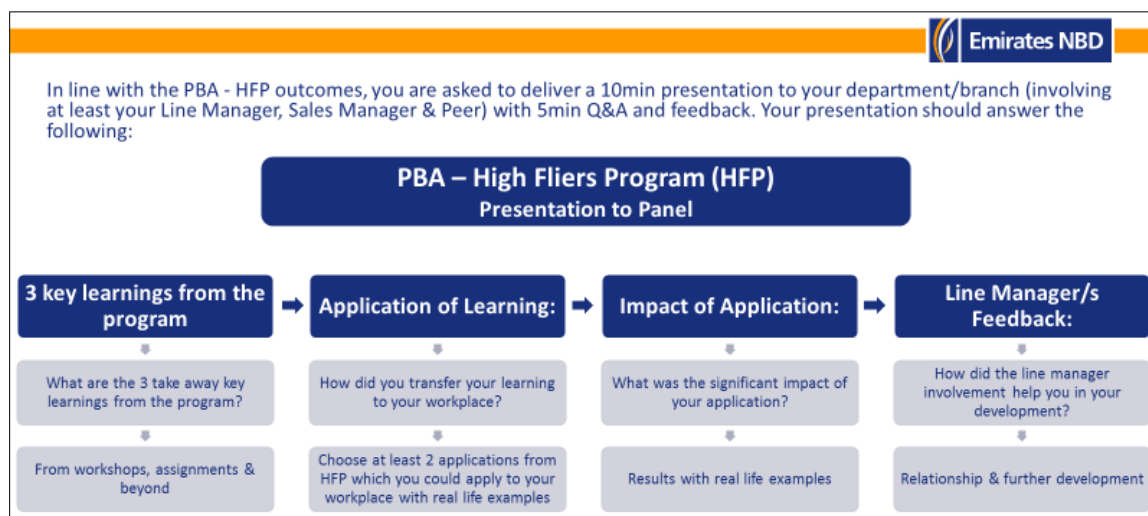 Emirates NBD
In line with the PBA - HFP outcomes, you are asked to deliver a 10min presentation to your department/branch (involving
at least your Line Manager, Sales Manager & Peer) with 5min Q&A and feedback. Your presentation should answer the
following:
PBA – High Fliers Program (HFP)
Presentation to Panel
3 key learnings from the
program
What are the 3 take away key
learnings from the program?
From workshops, assignments &
beyond
Application of Learning:
How did you transfer your learning
to your workplace?
Choose at least 2 applications from
HFP which you could apply to your
workplace with real life examples
Impact of Application:
What was the significant impact of
your application?
Results with real life examples
Line Manager/s
Feedback:
How did the line manager
involvement help you in your
development?
Relationship & further development